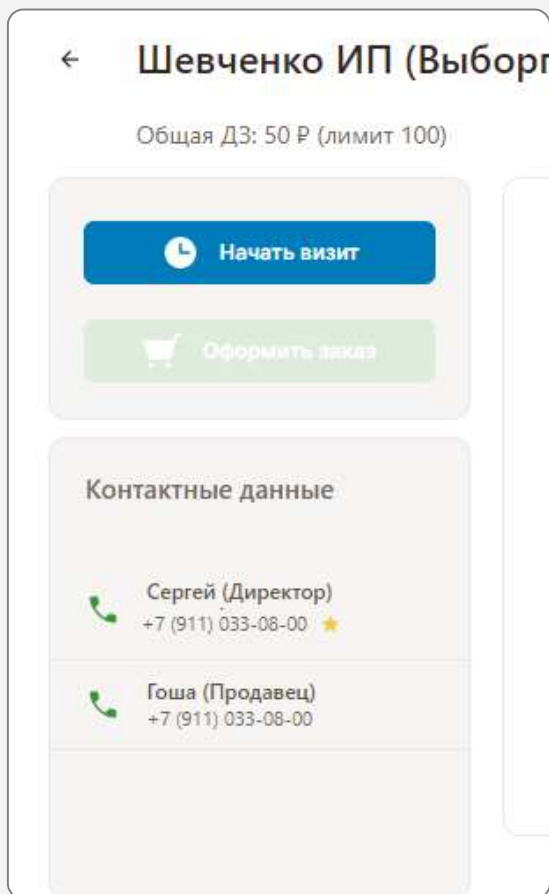 Шевченко ИП (Выборг
Общая ДЗ: 50 ₽ (лимит 100)
Начать визит
Оформить заказ
Контактные данные
Сергей (Директор)
+7 (911) 033-08-00
Гоша (Продавец)
+7 (911) 033-08-00